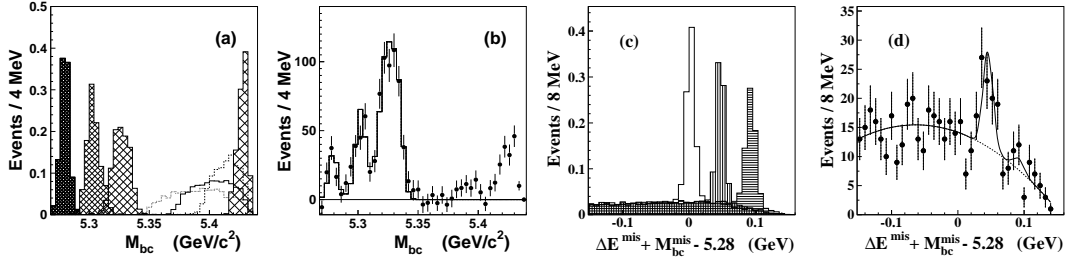 (a)
Events / 4 MeV
0.5
0.4
0.3
0.2
0.1
0
5.3
5.35
5.4
M_bc (GeV/c²)
(b)
Events / 4 MeV
100
50
0
5.3
5.35
5.4
M_bc (GeV/c²)
(c)
Events / 8 MeV
0.4
0.3
0.2
0.1
0
-0.1
0
0.1
ΔE^mis + M_bc^mis - 5.28 (GeV)
(d)
Events / 8 MeV
35
30
25
20
15
10
5
0
-0.1
0
0.1
ΔE^mis + M_bc^mis - 5.28 (GeV)